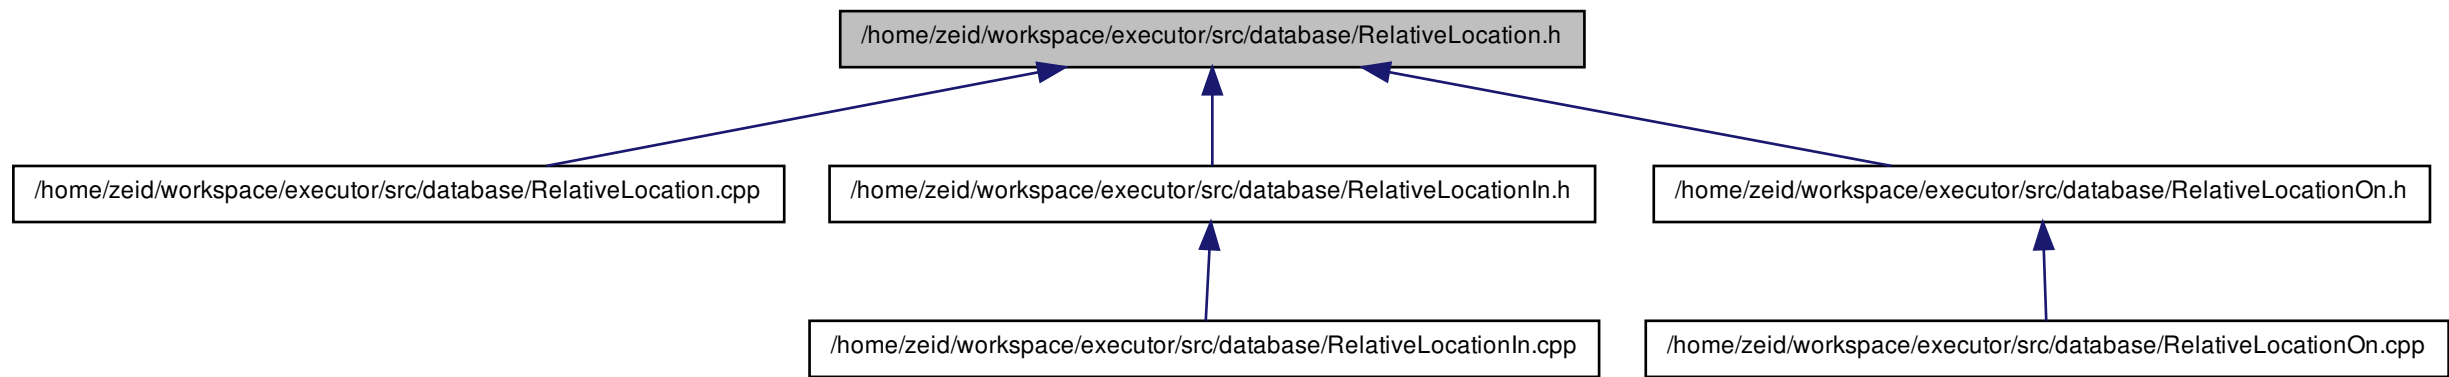 /home/zeid/workspace/executor/src/database/RelativeLocation.h
/home/zeid/workspace/executor/src/database/RelativeLocation.cpp
/home/zeid/workspace/executor/src/database/RelativeLocationIn.h
/home/zeid/workspace/executor/src/database/RelativeLocationOn.h
/home/zeid/workspace/executor/src/database/RelativeLocationIn.cpp
/home/zeid/workspace/executor/src/database/RelativeLocationOn.cpp